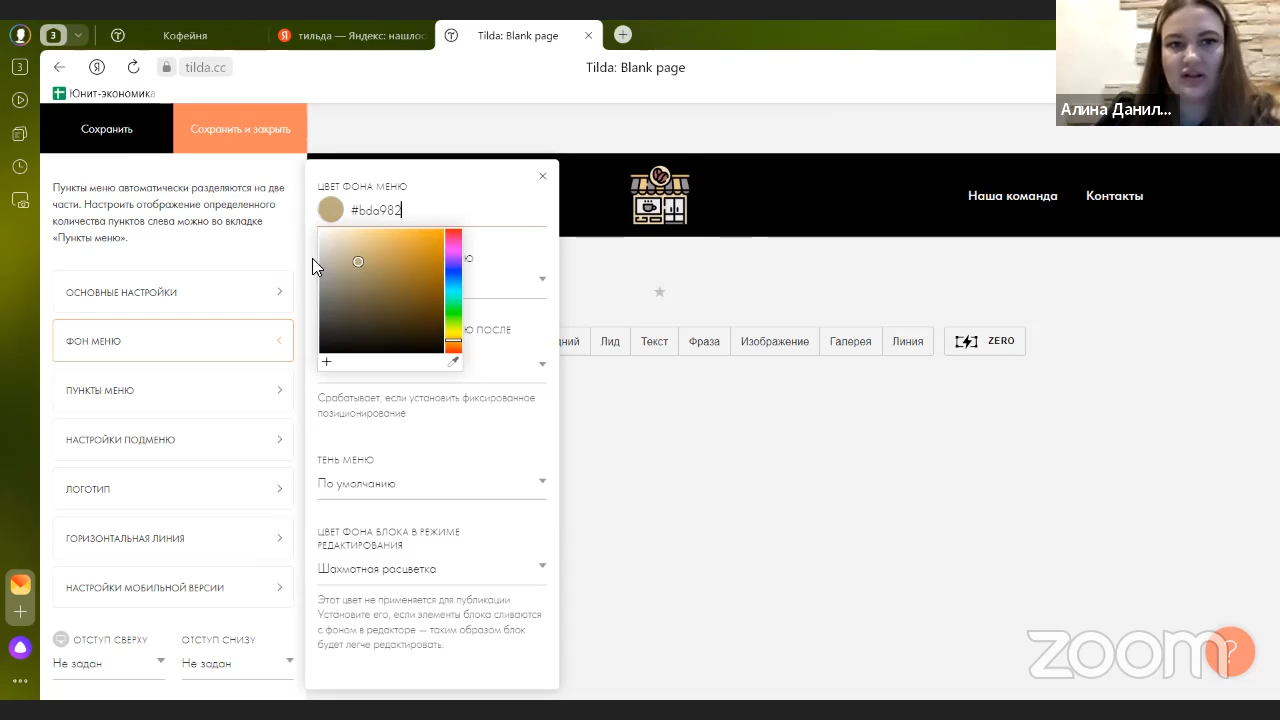 3
Кофейня
тильда — Яндекс: нашлос
Tilda: Blank page
3
tilda.cc
Tilda: Blank page
Юнит-экономика
Алина Данил...
Сохранить
Сохранить и закрыть
Пункты меню автоматически разделяются на две
части. Настроить отображение определенного
количества пунктов слева можно во вкладке
«Пункты меню».
ОСНОВНЫЕ НАСТРОЙКИ
ФОН МЕНЮ
ПУНКТЫ МЕНЮ
НАСТРОЙКИ ПОДМЕНЮ
ЛОГОТИП
ГОРИЗОНТАЛЬНАЯ ЛИНИЯ
НАСТРОЙКИ МОБИЛЬНОЙ ВЕРСИИ
ОТСТУП СВЕРХУ
ОТСТУП СНИЗУ
Не задан
Не задан
ЦВЕТ ФОНА МЕНЮ
#bda982
Ю
Ю ПОСЛЕ
Срабатывает, если установить фиксированное
позиционирование
ТЕНЬ МЕНЮ
По умолчанию
ЦВЕТ ФОНА БЛОКА В РЕЖИМЕ
РЕДАКТИРОВАНИЯ
Шахматная расцветка
Этот цвет не применяется для публикации.
Установите его, если элементы блока сливаются
с фоном в редакторе — таким образом блок
будет легче редактировать.
Наша команда
Контакты
дний
Лид
Текст
Фраза
Изображение
Галерея
Линия
ZERO
zoom
?